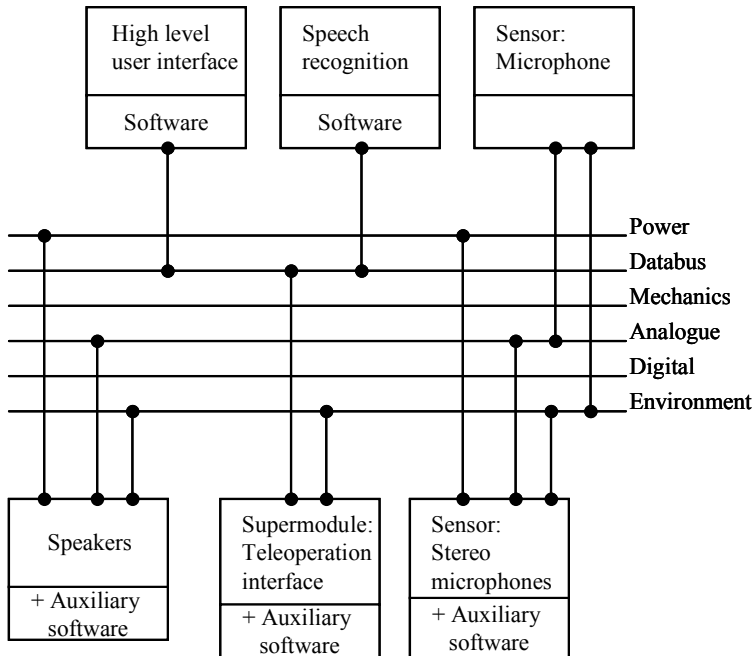 High level
user interface
Software
Speech
recognition
Software
Sensor:
Microphone
Power
Databus
Mechanics
Analogue
Digital
Environment
Speakers
+ Auxiliary
software
Supermodule:
Teleoperation
interface
+ Auxiliary
software
Sensor:
Stereo
microphones
+ Auxiliary
software